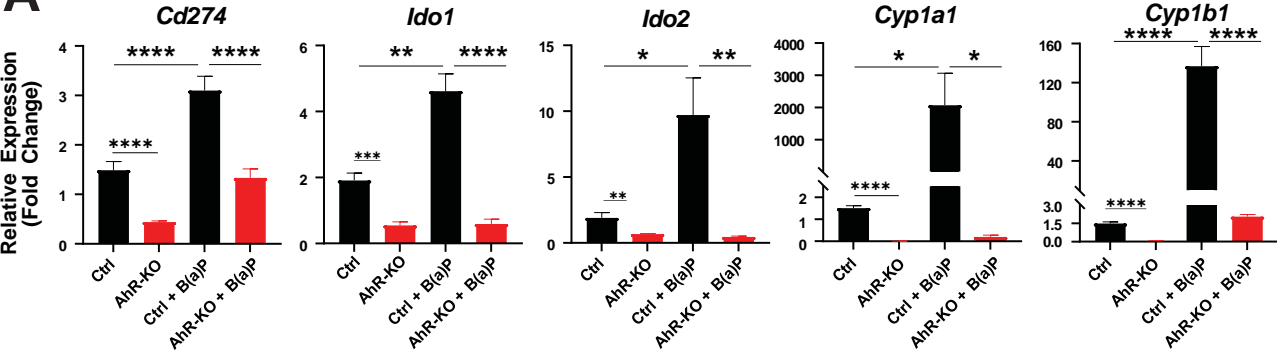 A
Cd274
Ido1
Ido2
Cyp1a1
Cyp1b1
Relative Expression
(Fold Change)
4
3
2
1
0
**** ****
****
Ctrl
AhR-KO
Ctrl + B(a)P
AhR-KO + B(a)P
6
4
2
0
** ****
***
Ctrl
AhR-KO
Ctrl + B(a)P
AhR-KO + B(a)P
15
10
5
0
* **
**
Ctrl
AhR-KO
Ctrl + B(a)P
AhR-KO + B(a)P
4000
3000
2000
1000
2
1
0
* *
****
Ctrl
AhR-KO
Ctrl + B(a)P
AhR-KO + B(a)P
160
120
80
40
3.0
1.5
0.0
**** ****
****
Ctrl
AhR-KO
Ctrl + B(a)P
AhR-KO + B(a)P